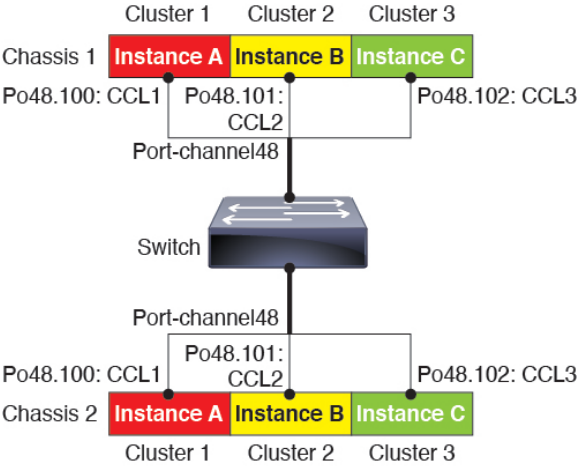 Cluster 1 Cluster 2 Cluster 3
Chassis 1 Instance A Instance B Instance C
Po48.100: CCL1 Po48.101: CCL2 Po48.102: CCL3
Port-channel48
Switch
Port-channel48
Po48.100: CCL1 Po48.101: CCL2 Po48.102: CCL3
Chassis 2 Instance A Instance B Instance C
Cluster 1 Cluster 2 Cluster 3